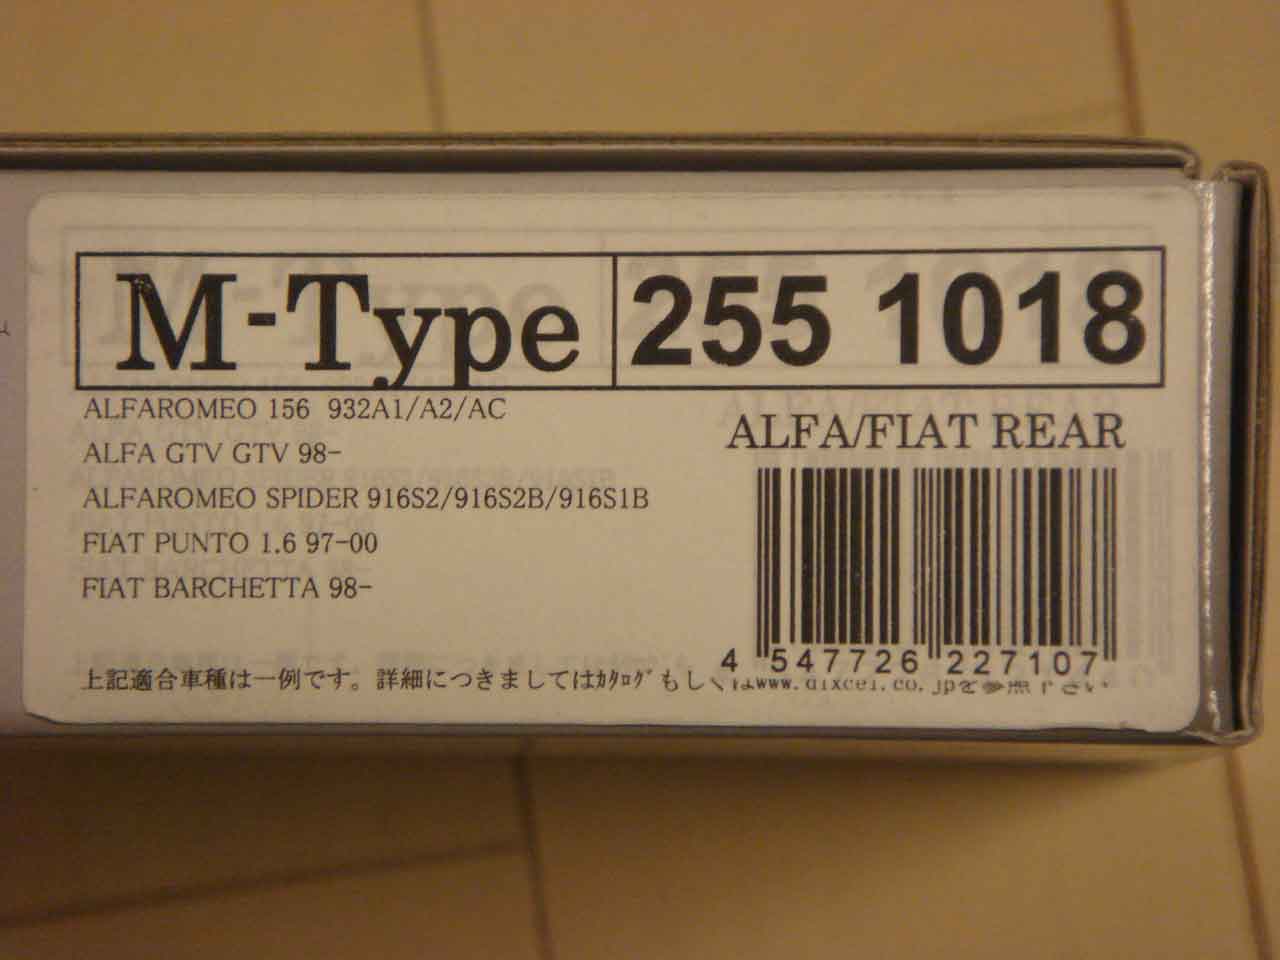 M-Type 255 1018
ALFAROMEO 156 932A1/A2/AC
ALFA GTV GTV 98-
ALFAROMEO SPIDER 916S2/916S2B/916S1B
FIAT PUNTO 1.6 97-00
FIAT BARCHETTA 98-
ALFA/FIAT REAR
4 547726 227107
上記適合車種は一例です。詳細につきましてはｶﾀﾛｸﾞもしくはwww.dixcel.co.jpを参照下さい